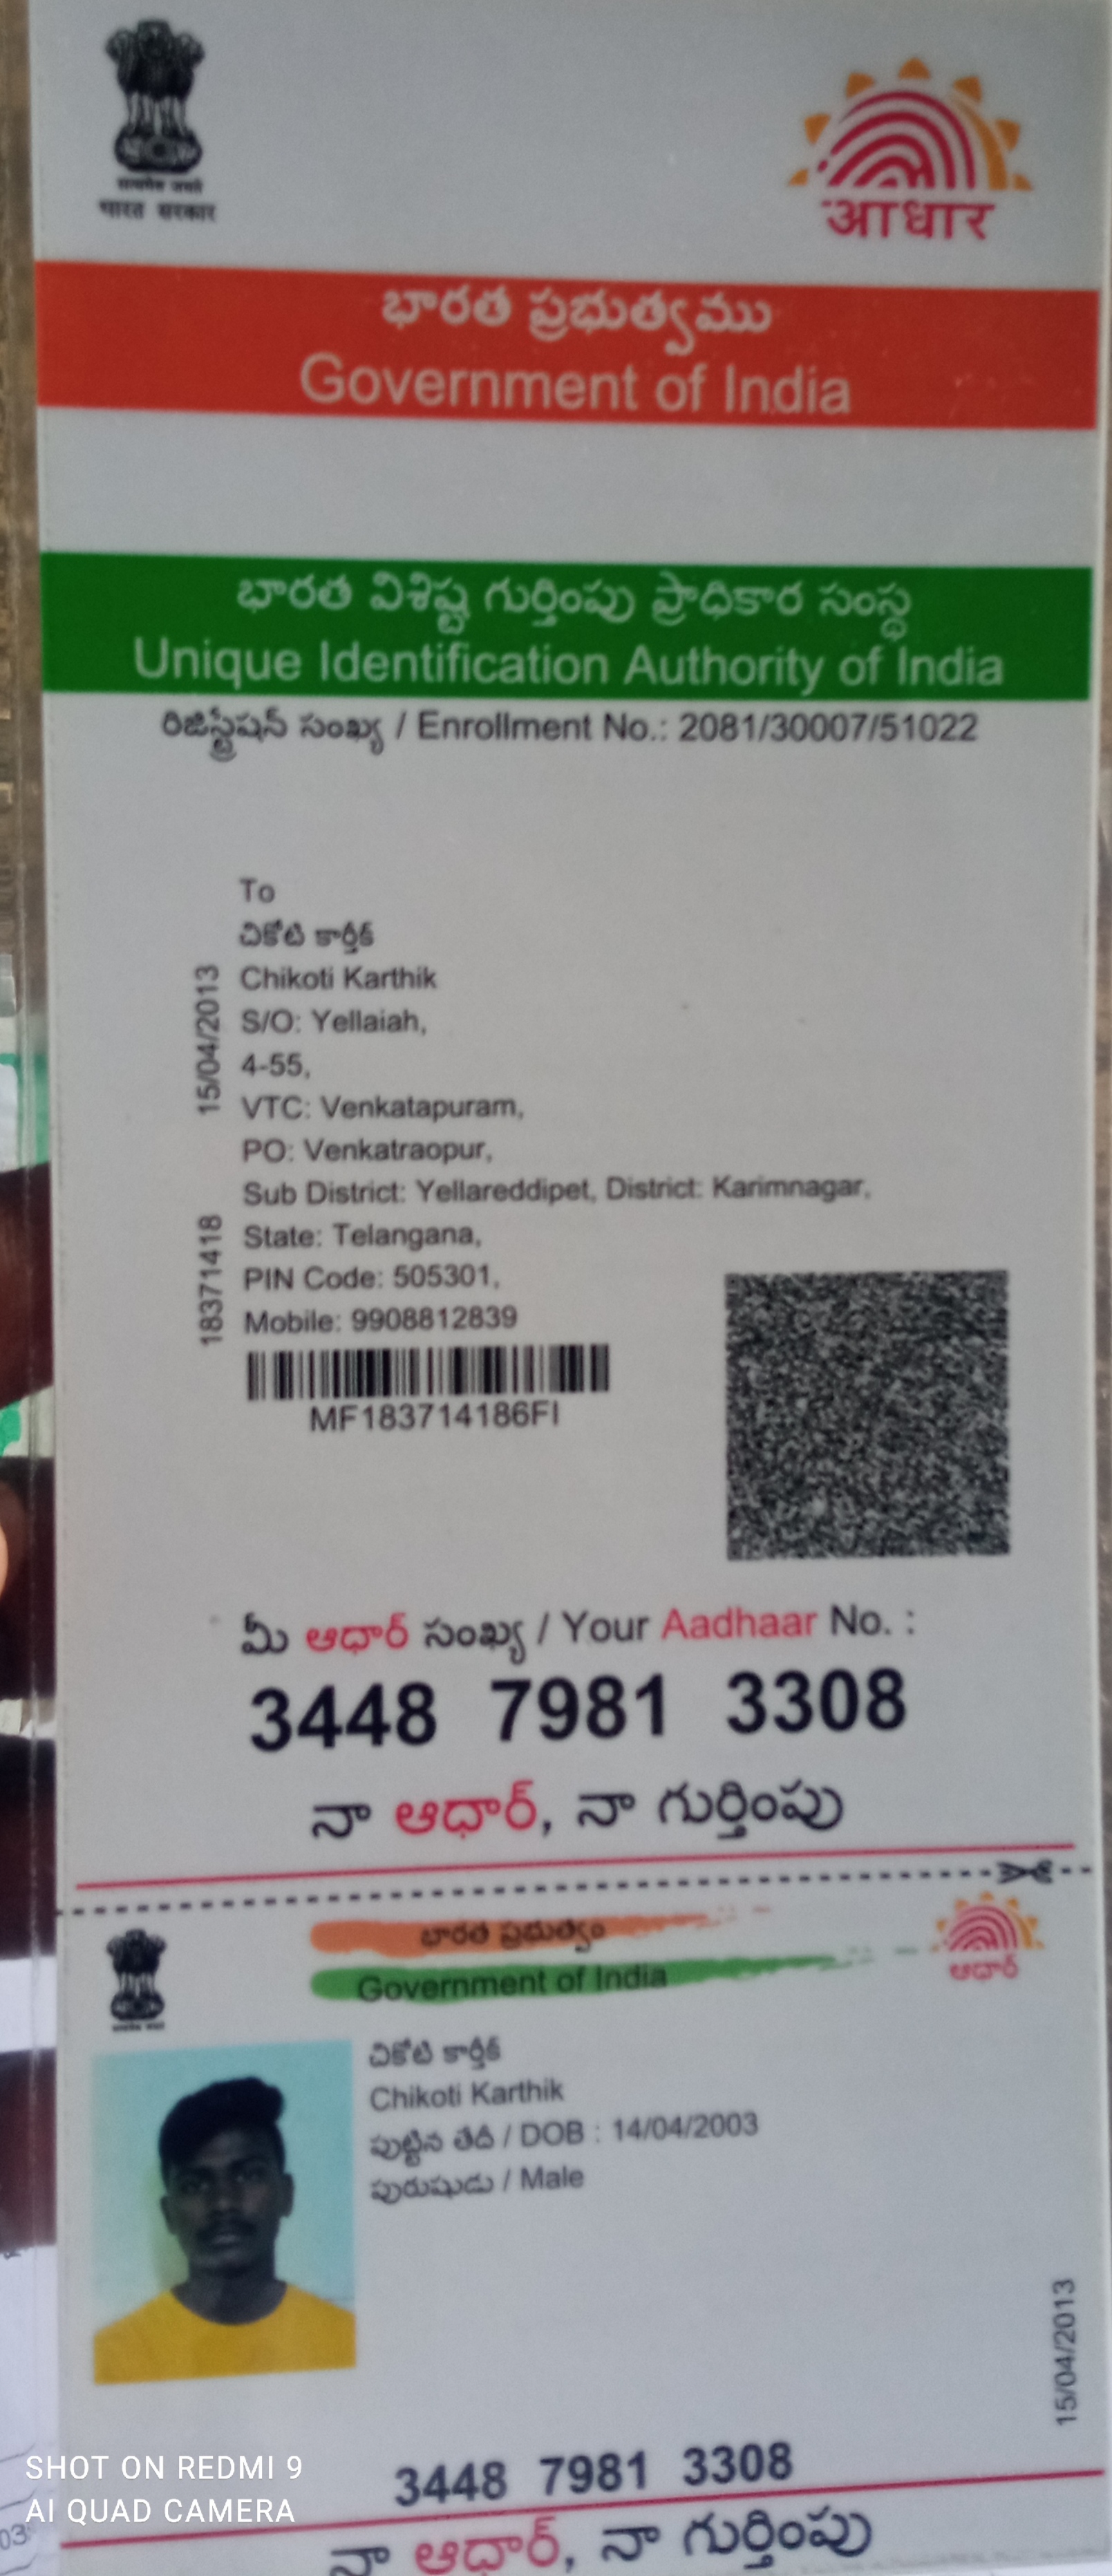 सत्यमेव जयते
भारत सरकार
आधार
భారత ప్రభుత్వము
Government of India
భారత విశిష్ట గుర్తింపు ప్రాధికార సంస్థ
Unique Identification Authority of India
రిజిస్ట్రేషన్ సంఖ్య / Enrollment No.: 2081/30007/51022
To
చికోటి కార్తీక్
Chikoti Karthik
S/O: Yellaiah,
4-55,
VTC: Venkatapuram,
PO: Venkatraopur,
Sub District: Yellareddipet, District: Karimnagar,
State: Telangana,
PIN Code: 505301,
Mobile: 9908812839
15/04/2013
18371418
MF183714186FI
మీ ఆధార్ సంఖ్య / Your Aadhaar No. :
3448 7981 3308
నా ఆధార్, నా గుర్తింపు
భారత ప్రభుత్వం
Government of India
ఆధార్
చికోటి కార్తీక్
Chikoti Karthik
పుట్టిన తేదీ / DOB : 14/04/2003
పురుషుడు / Male
15/04/2013
3448 7981 3308
నా ఆధార్, నా గుర్తింపు
SHOT ON REDMI 9
AI QUAD CAMERA